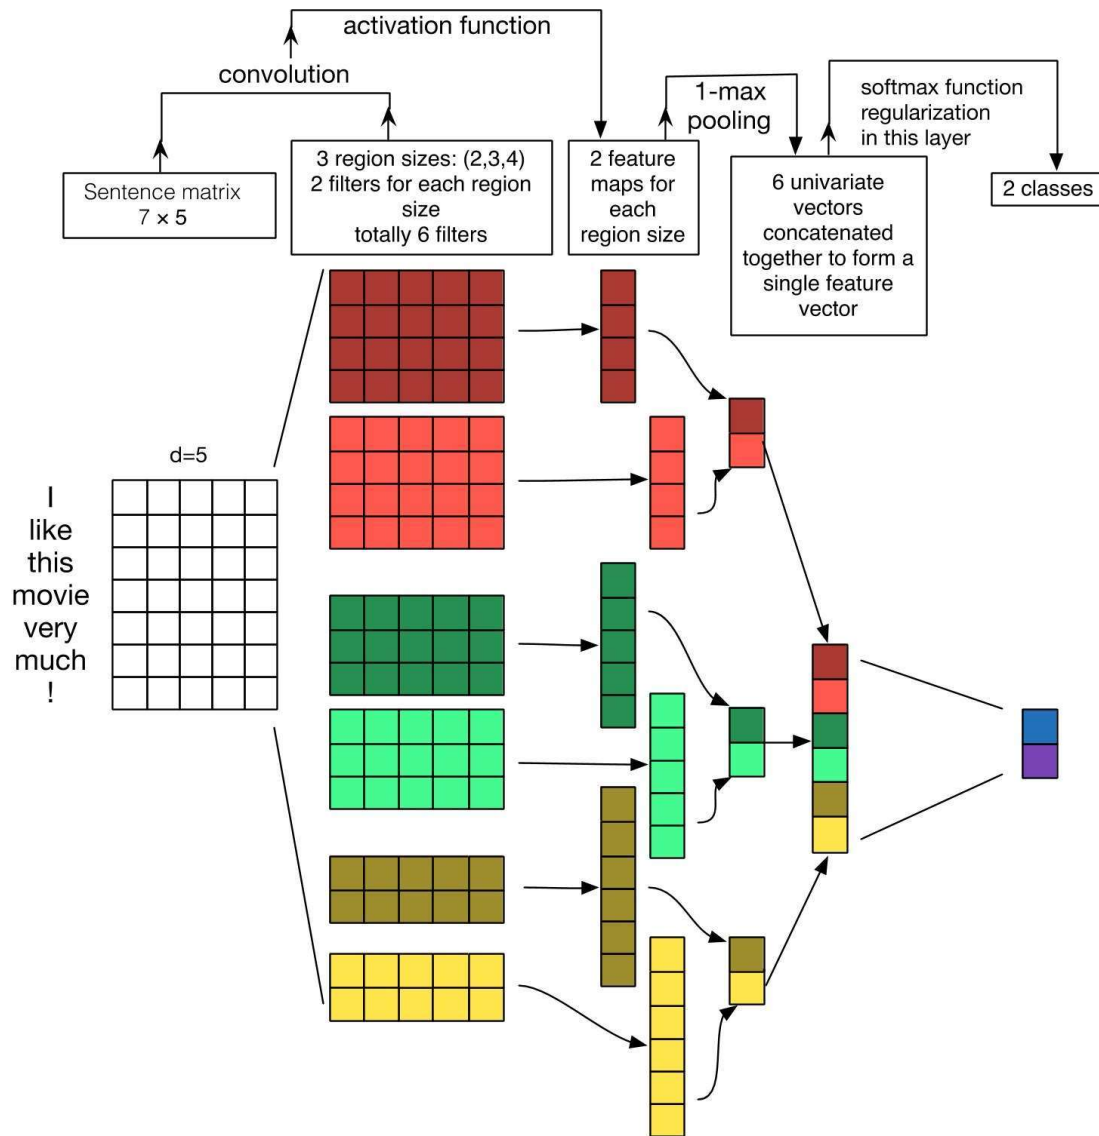 activation function
convolution
1-max
pooling
softmax function
regularization
in this layer
Sentence matrix
7 × 5
3 region sizes: (2,3,4)
2 filters for each region
size
totally 6 filters
2 feature
maps for
each
region size
6 univariate
vectors
concatenated
together to form a
single feature
vector
2 classes
d=5
I
like
this
movie
very
much
!